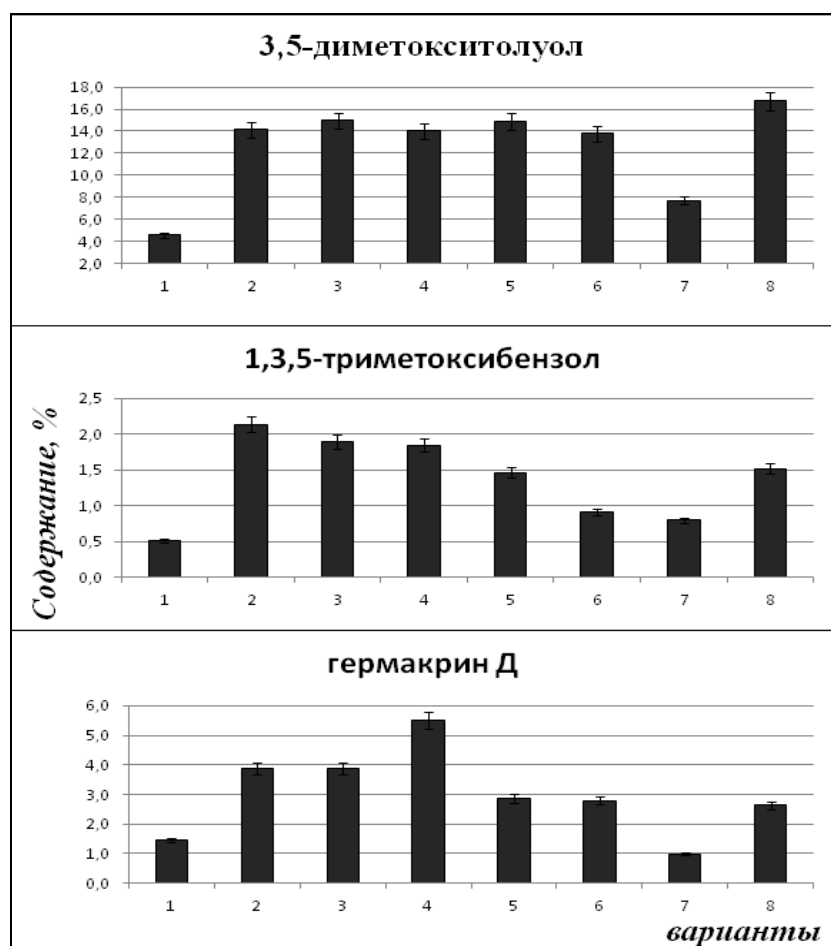 3,5-диметокситолуол
18,0
16,0
14,0
12,0
10,0
8,0
6,0
4,0
2,0
1 2 3 4 5 6 7 8
1,3,5-триметоксибензол
Содержание, %
2,5
2,0
1,5
1,0
0,5
0,0
1 2 3 4 5 6 7 8
гермакрин Д
6,0
5,0
4,0
3,0
2,0
1,0
0,0
1 2 3 4 5 6 7 8
варианты